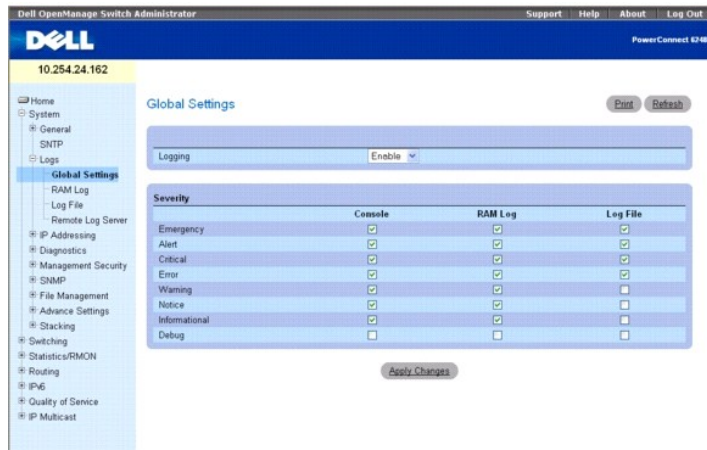 Dell OpenManage Switch Administrator
Support Help About Log Out
DELL
PowerConnect 6248
10.254.24.162
Home
System
General
SNTP
Logs
Global Settings
RAM Log
Log File
Remote Log Server
IP Addressing
Diagnostics
Management Security
SNMP
File Management
Advance Settings
Stacking
Switching
Statistics/RMON
Routing
IPv6
Quality of Service
IP Multicast
Global Settings
Print Refresh
Logging Enable
Severity
Console RAM Log Log File
Emergency
Alert
Critical
Error
Warning
Notice
Informational
Debug
Apply Changes